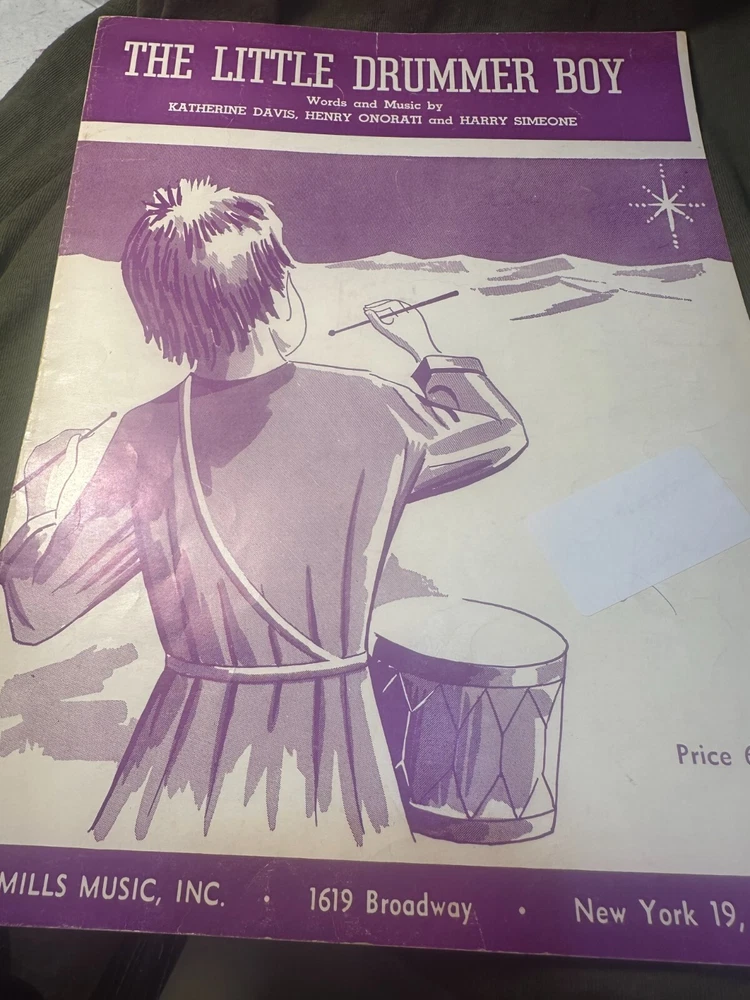 THE LITTLE DRUMMER BOY
Words and Music by
KATHERINE DAVIS, HENRY ONORATI and HARRY SIMEONE
Price
MILLS MUSIC, INC. • 1619 Broadway • New York 19,